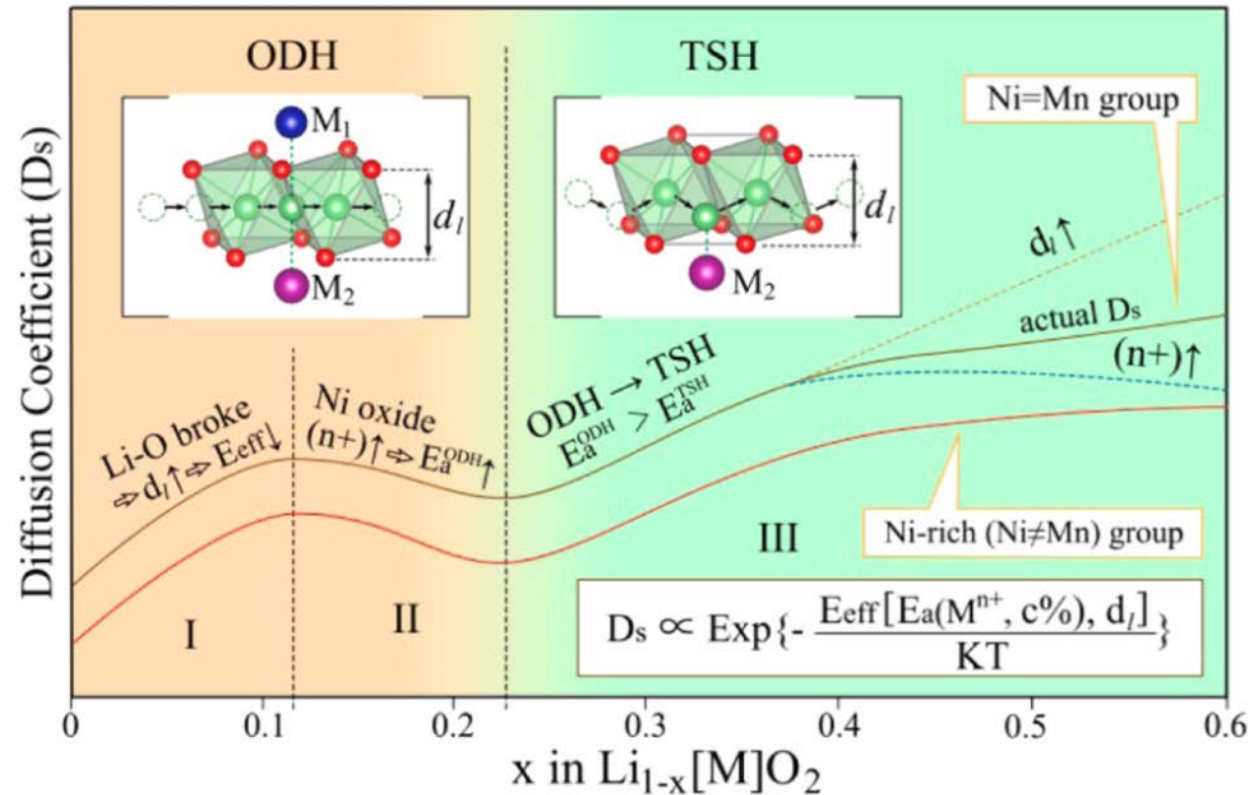 ODH
TSH
M₁
dₗ
M₂
dₗ
M₂
Ni=Mn group
dₗ↑
actual Ds
(n+)↑
Li-O broke
⇨dₗ↑⇨Eeff↓
Ni oxide
(n+)↑⇨Ea^ODH↑
ODH → TSH
Ea^ODH > Ea^TSH
Ni-rich (Ni≠Mn) group
I
II
III
Ds ∝ Exp{- Eeff[Ea(Mⁿ⁺, c%), dₗ] / KT}
Diffusion Coefficient (Ds)
0
0.1
0.2
0.3
0.4
0.5
0.6
x in Li₁₋ₓ[M]O₂